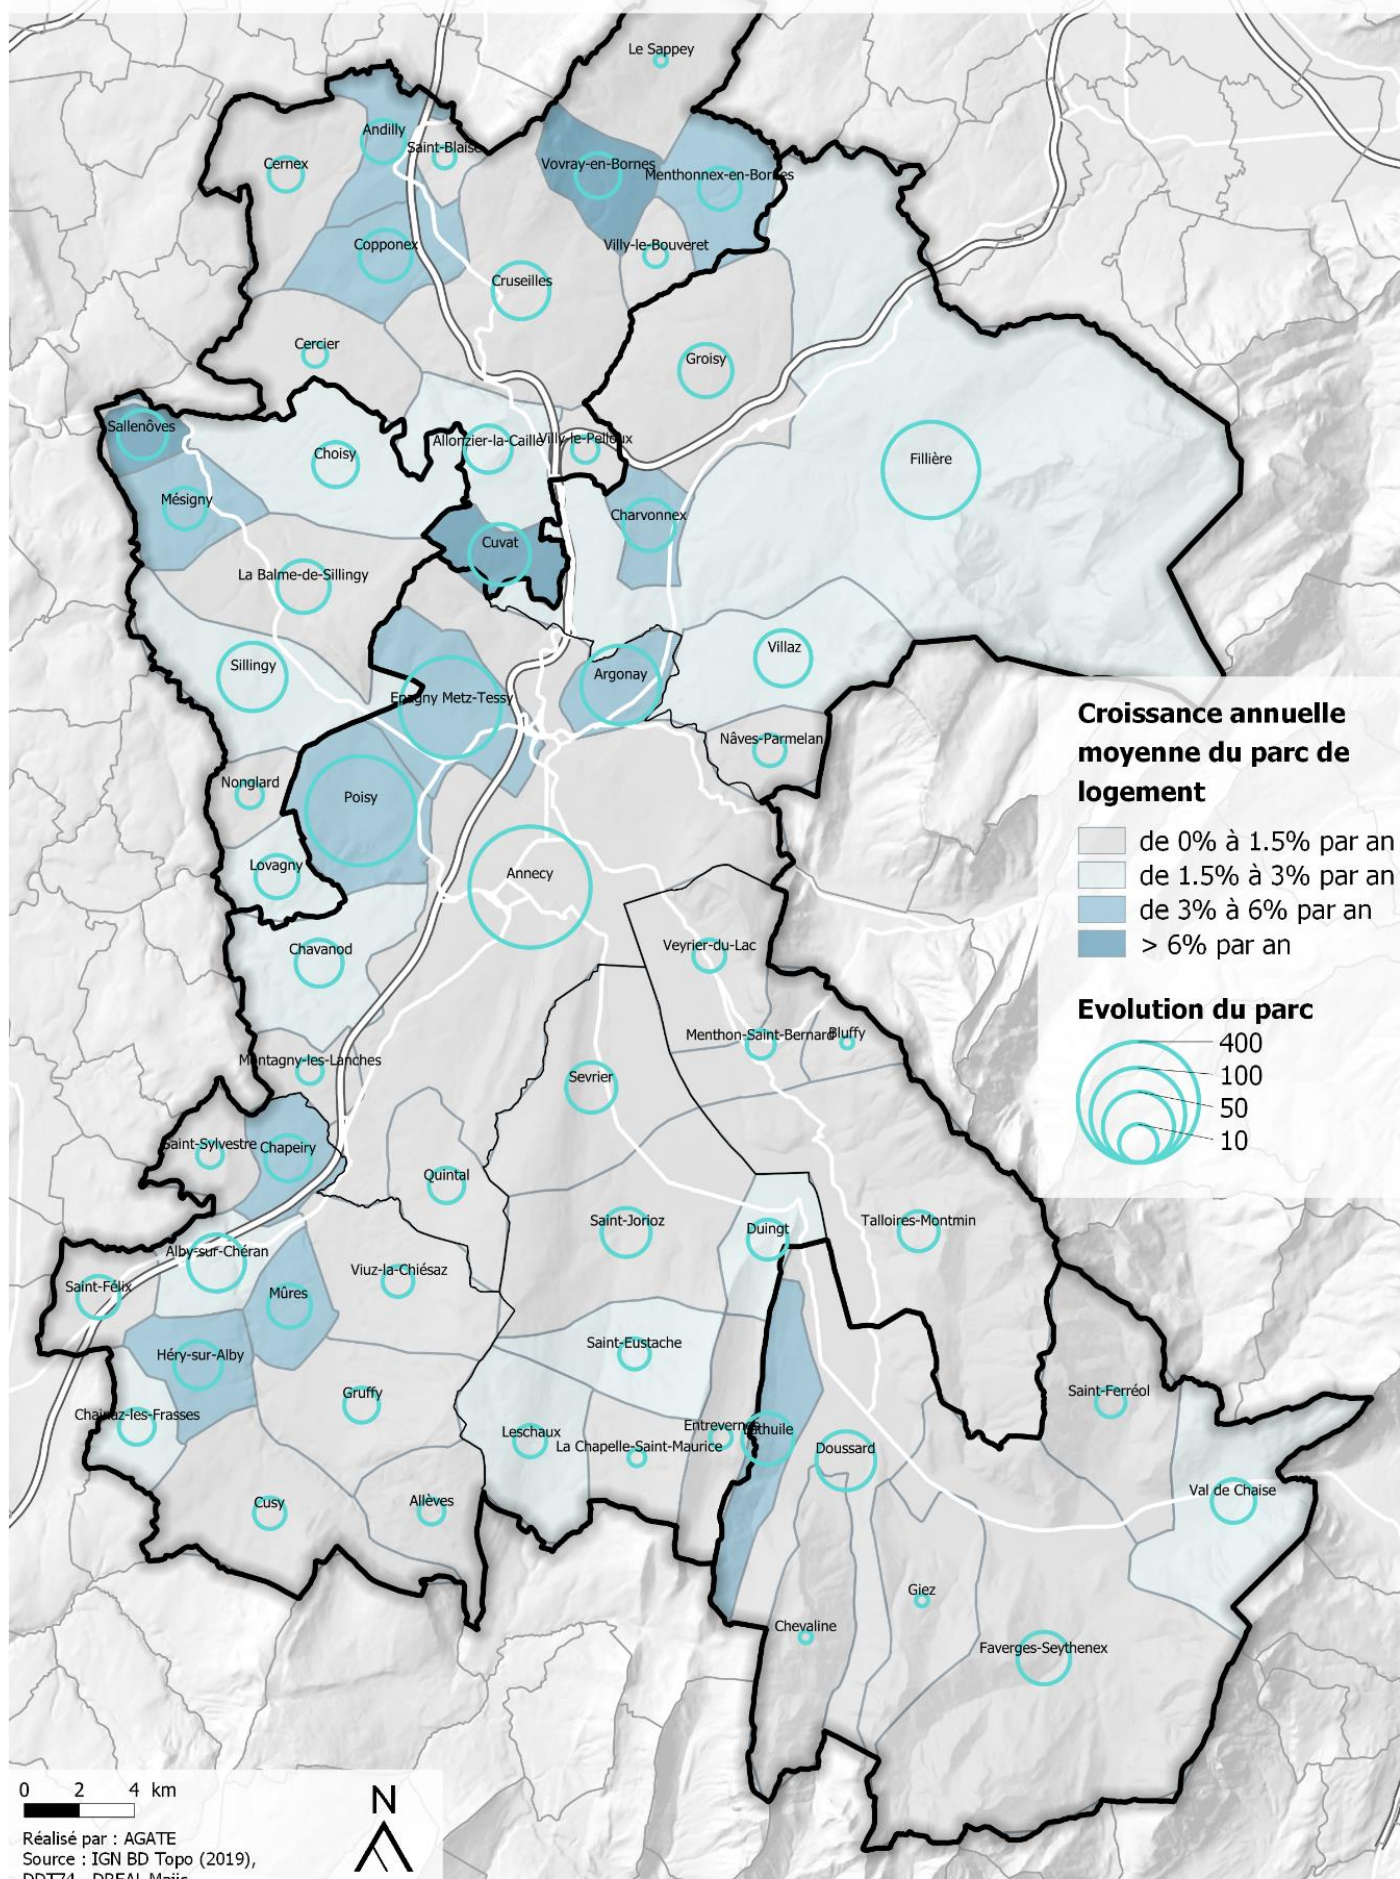 Le Sappey
Andilly
Saint-Blaise
Cernex
Vovray-en-Bornes
Menthonnex-en-Bornes
Copponex
Villy-le-Bouveret
Cruseilles
Cercier
Groisy
Sallenôves
Choisy
Allonzier-la-Caille
Villy-le-Pelloux
Fillière
Mésigny
Charvonnex
Cuvat
La Balme-de-Sillingy
Sillingy
Villaz
Argonay
Epagny Metz-Tessy
Nâves-Parmelan
Nonglard
Poisy
Lovagny
Annecy
Chavanod
Veyrier-du-Lac
Menthon-Saint-Bernard
Bluffy
Montagny-les-Lanches
Sevrier
Saint-Sylvestre
Chapeiry
Quintal
Saint-Jorioz
Duingt
Talloires-Montmin
Alby-sur-Chéran
Viuz-la-Chiésaz
Saint-Félix
Mûres
Saint-Eustache
Héry-sur-Alby
Gruffy
Saint-Ferréol
Chainaz-les-Frasses
Leschaux
Entrevernes
Lathuile
La Chapelle-Saint-Maurice
Doussard
Val de Chaise
Cusy
Allèves
Giez
Chevaline
Faverges-Seythenex
Croissance annuelle
moyenne du parc de
logement
de 0% à 1.5% par an
de 1.5% à 3% par an
de 3% à 6% par an
> 6% par an
Evolution du parc
400
100
50
10
0 2 4 km
N
Réalisé par : AGATE
Source : IGN BD Topo (2019),
DDT74 - DREAL Majic